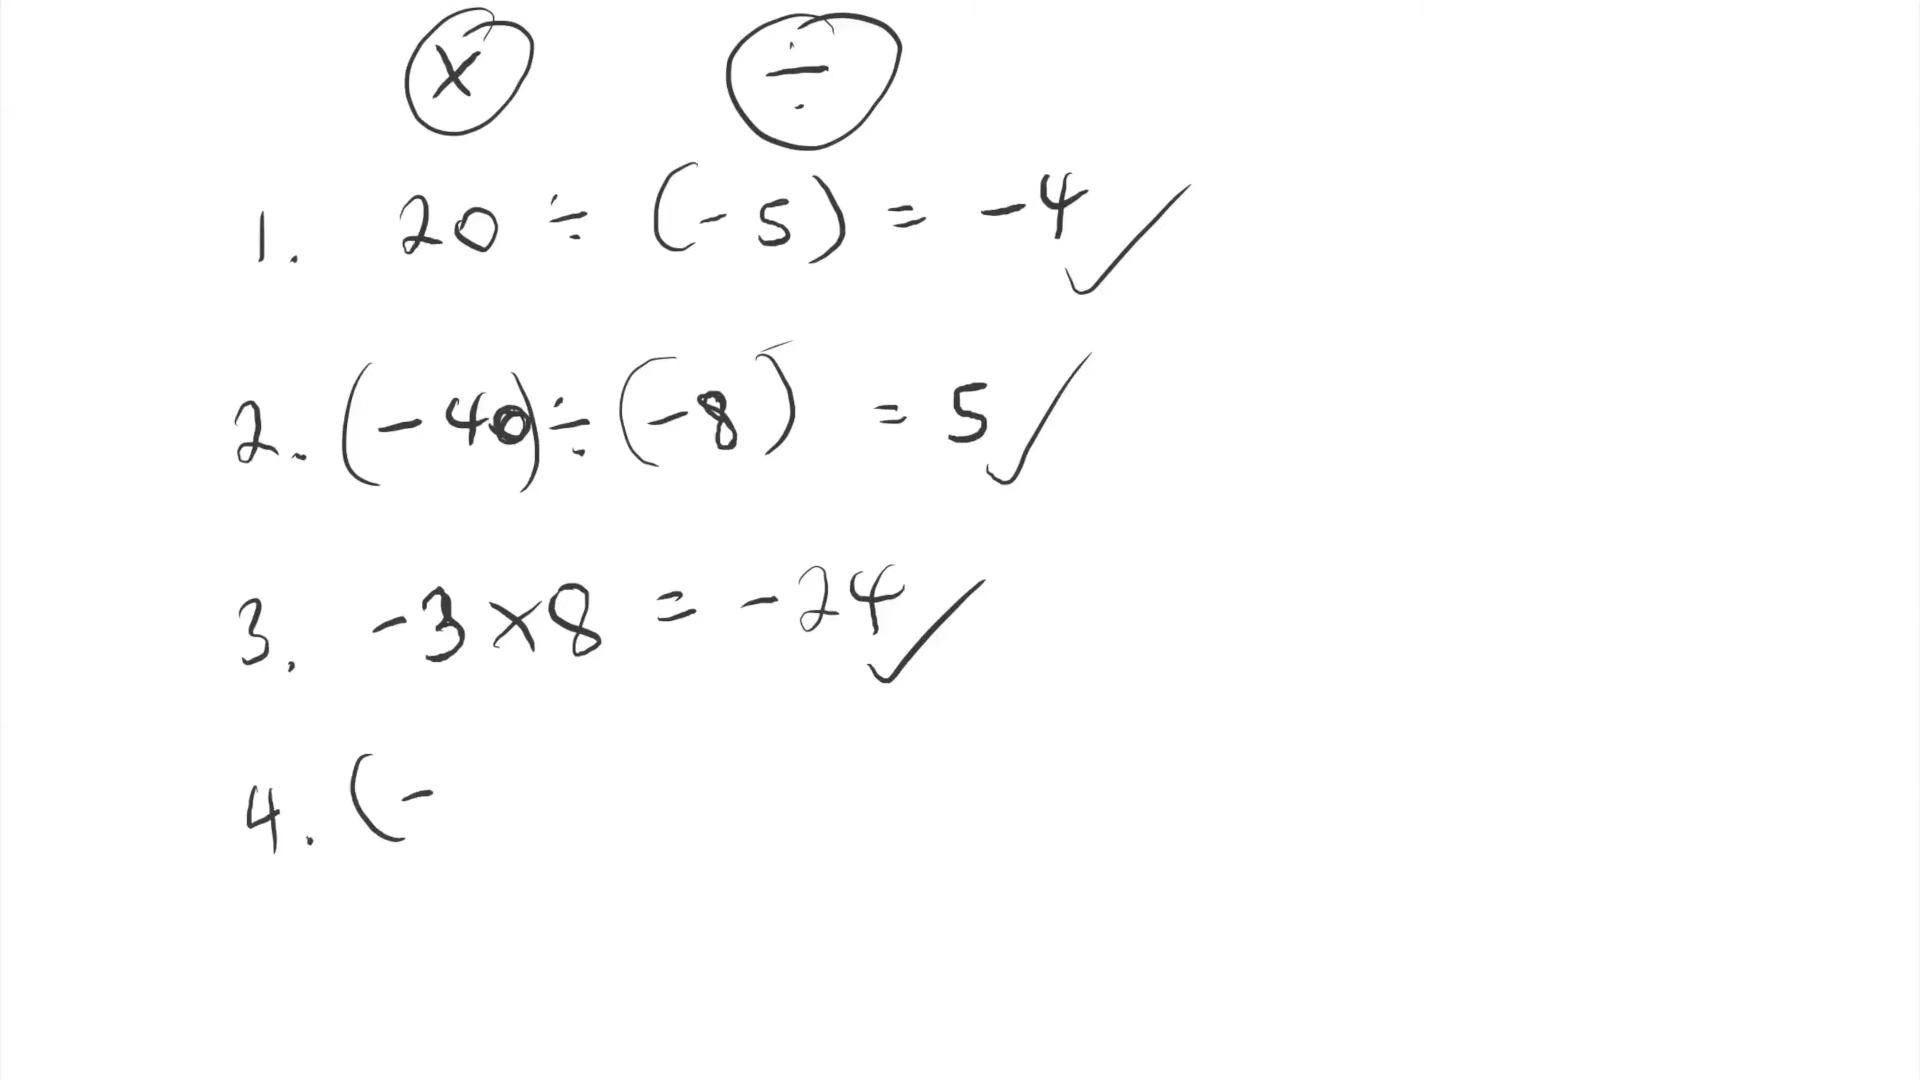 × ÷
1. 20 ÷ (-5) = -4 ✓
2. (-40) ÷ (-8) = 5 ✓
3. -3 × 8 = -24 ✓
4. (-